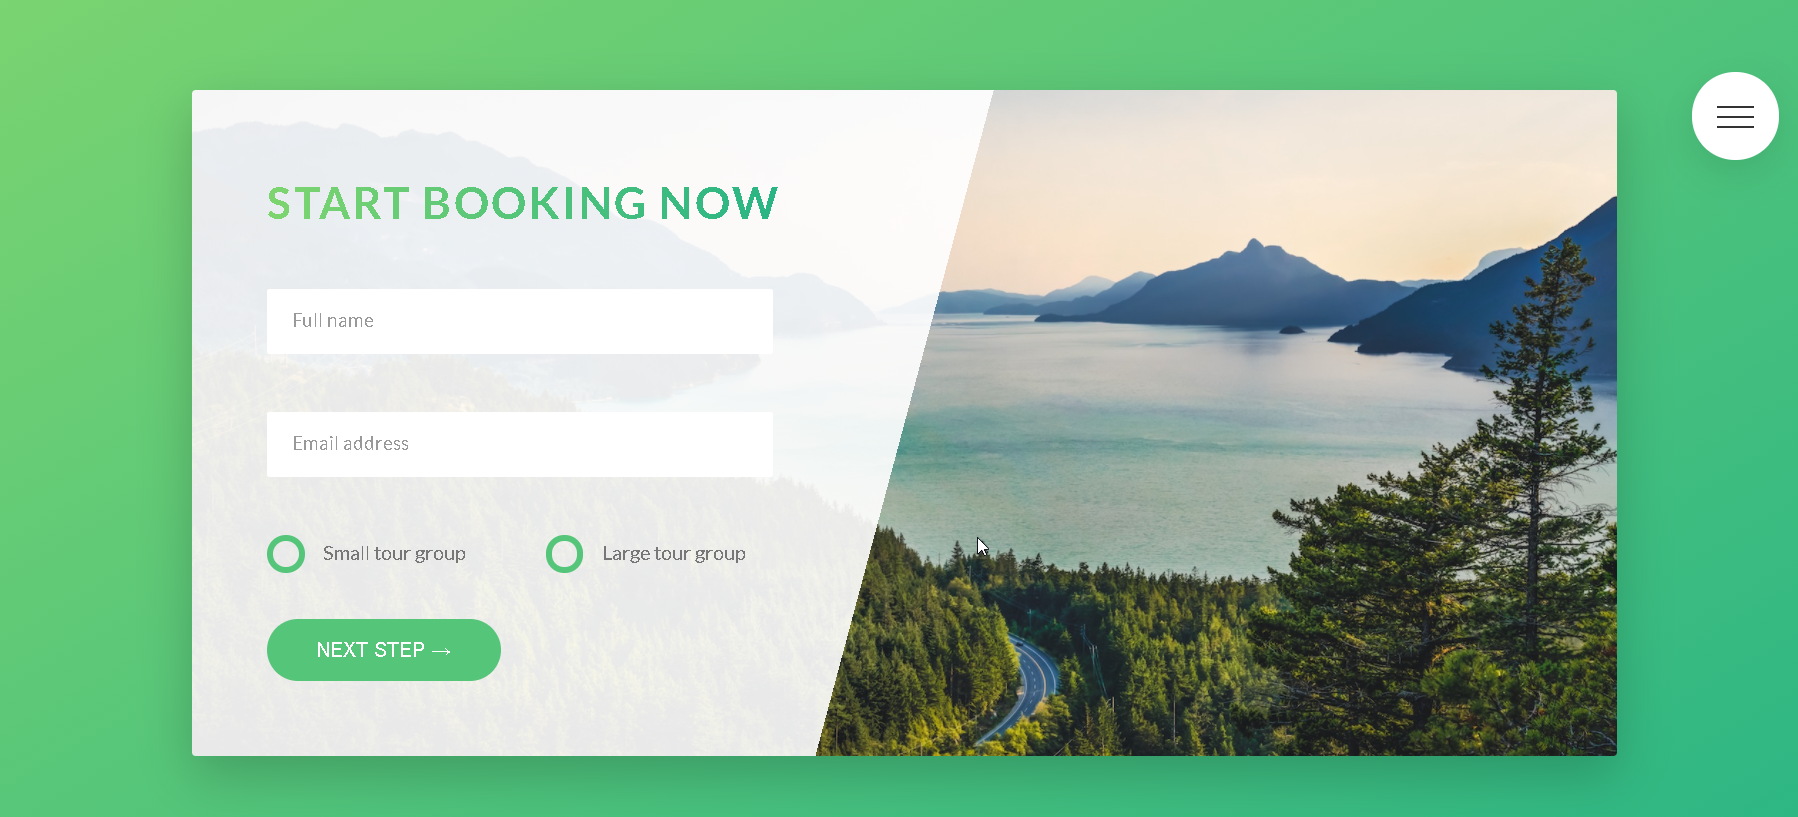 START BOOKING NOW
Full name
Email address
Small tour group
Large tour group
NEXT STEP →